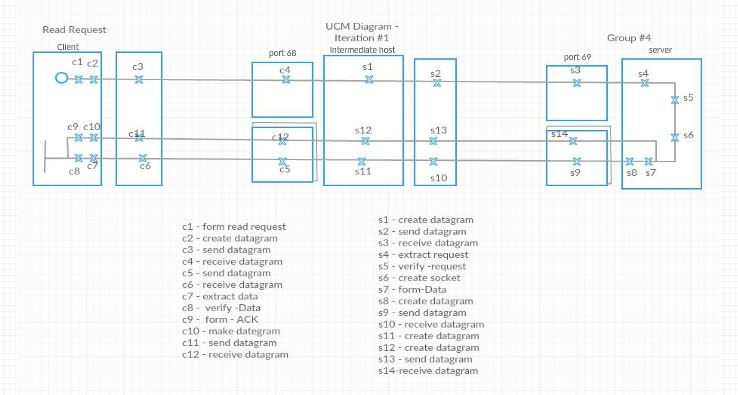 UCM Diagram -
Iteration #1
Read Request
Group #4
Client
port 68
Intermediate host
port 69
server
c1 c2
c3
c4
s1
s2
s3
s4
s5
c9 c10
c11
c12
s12
s13
s14
s6
c8
c7
c6
c5
s11
s10
s9
s8 s7
c1 - form read request
c2 - create datagram
c3 - send datagram
c4 - receive datagram
c5 - send datagram
c6 - receive datagram
c7 - extract data
c8 - verify -Data
c9 - form - ACK
c10 - make dategram
c11 - send datagram
c12 - receive datagram
s1 - create datagram
s2 - send datagram
s3 - receive datagram
s4 - extract request
s5 - verify -request
s6 - create socket
s7 - form-Data
s8 - create datagram
s9 - send datagram
s10 - receive datagram
s11 - create datagram
s12 - create datagram
s13 - send datagram
s14-receive datagram